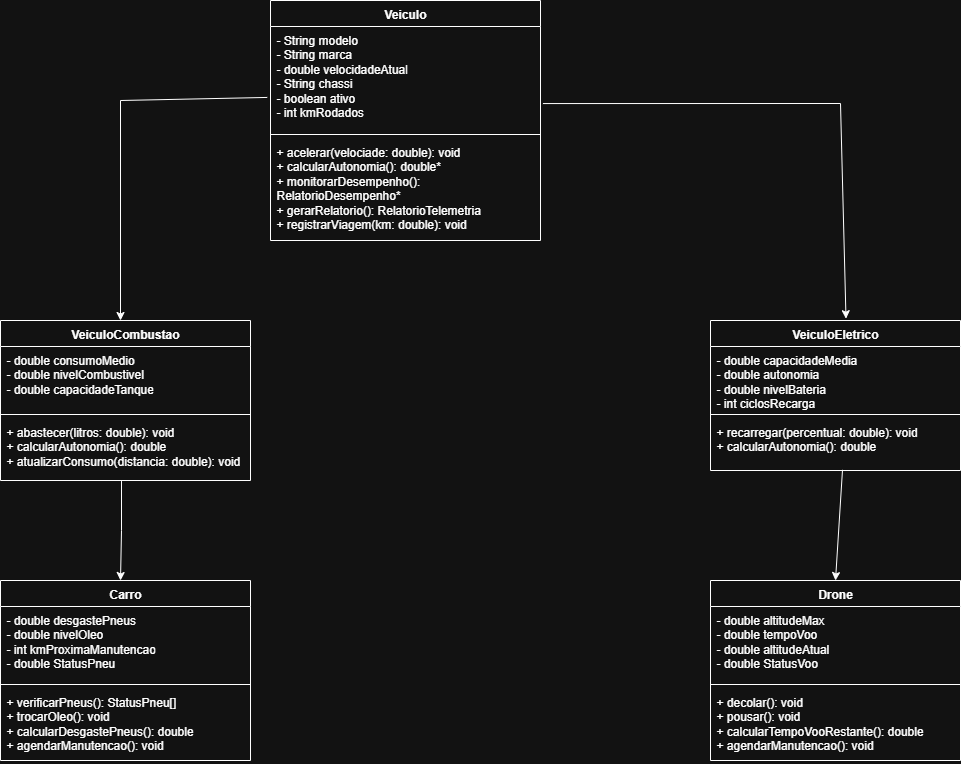 Veiculo
- String modelo
- String marca
- double velocidadeAtual
- String chassi
- boolean ativo
- int kmRodados
+ acelerar(velociade: double): void
+ calcularAutonomia(): double*
+ monitorarDesempenho():
RelatorioDesempenho*
+ gerarRelatorio(): RelatorioTelemetria
+ registrarViagem(km: double): void
VeiculoCombustao
- double consumoMedio
- double nivelCombustivel
- double capacidadeTanque
+ abastecer(litros: double): void
+ calcularAutonomia(): double
+ atualizarConsumo(distancia: double): void
VeiculoEletrico
- double capacidadeMedia
- double autonomia
- double nivelBateria
- int ciclosRecarga
+ recarregar(percentual: double): void
+ calcularAutonomia(): double
Carro
- double desgastePneus
- double nivelOleo
- int kmProximaManutencao
- double StatusPneu
+ verificarPneus(): StatusPneu[]
+ trocarOleo(): void
+ calcularDesgastePneus(): double
+ agendarManutencao(): void
Drone
- double altitudeMax
- double tempoVoo
- double altitudeAtual
- double StatusVoo
+ decolar(): void
+ pousar(): void
+ calcularTempoVooRestante(): double
+ agendarManutencao(): void